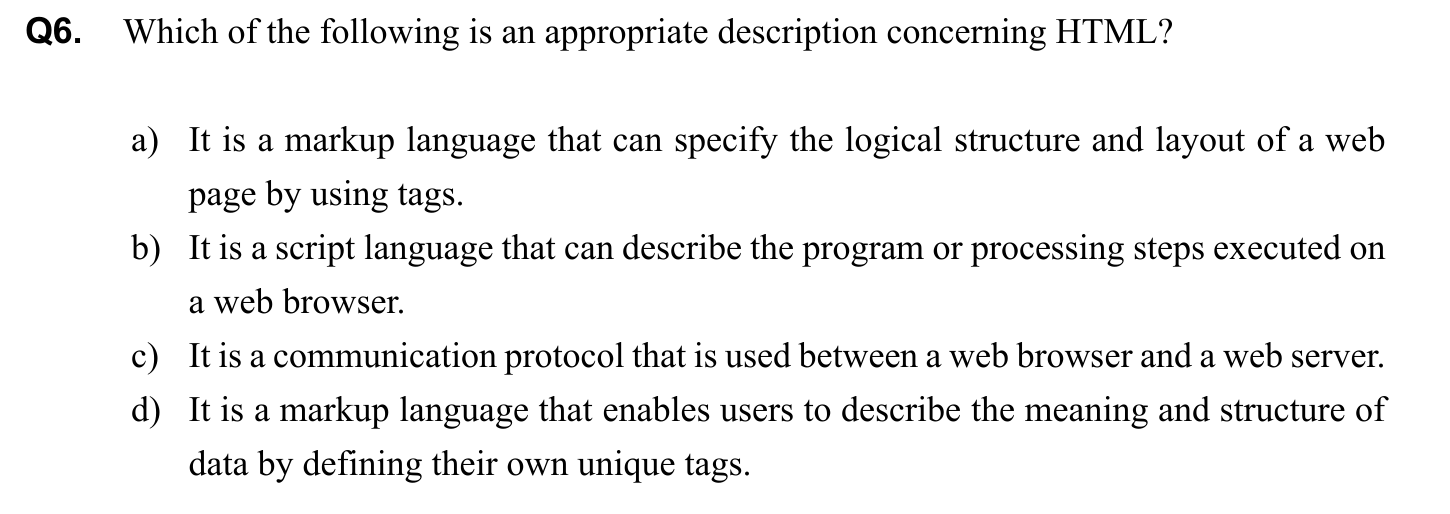 Q6. Which of the following is an appropriate description concerning HTML?
a) It is a markup language that can specify the logical structure and layout of a web
page by using tags.
b) It is a script language that can describe the program or processing steps executed on
a web browser.
c) It is a communication protocol that is used between a web browser and a web server.
d) It is a markup language that enables users to describe the meaning and structure of
data by defining their own unique tags.